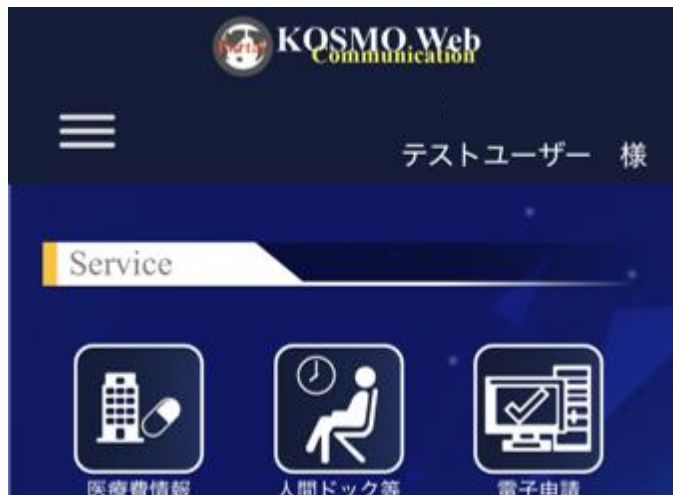 Portal
KOSMO Web
Communication
テストユーザー 様
Service
医療費情報 人間ドック等 電子申請